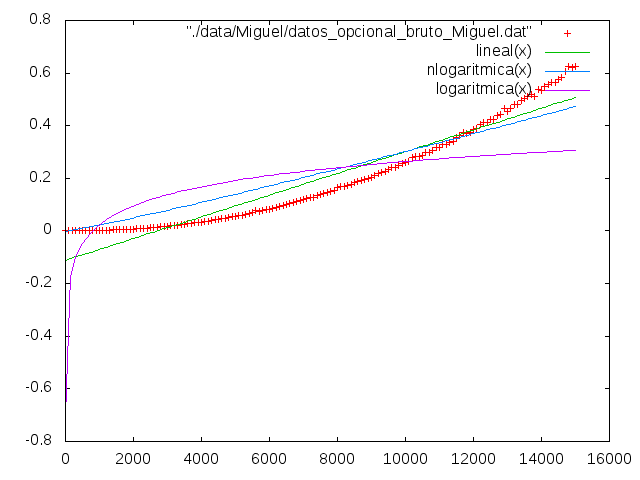 "./data/Miguel/datos_opcional_bruto_Miguel.dat"
lineal(x)
nlogaritmica(x)
logaritmica(x)
0.8
0.6
0.4
0.2
0
-0.2
-0.4
-0.6
-0.8
0 2000 4000 6000 8000 10000 12000 14000 16000